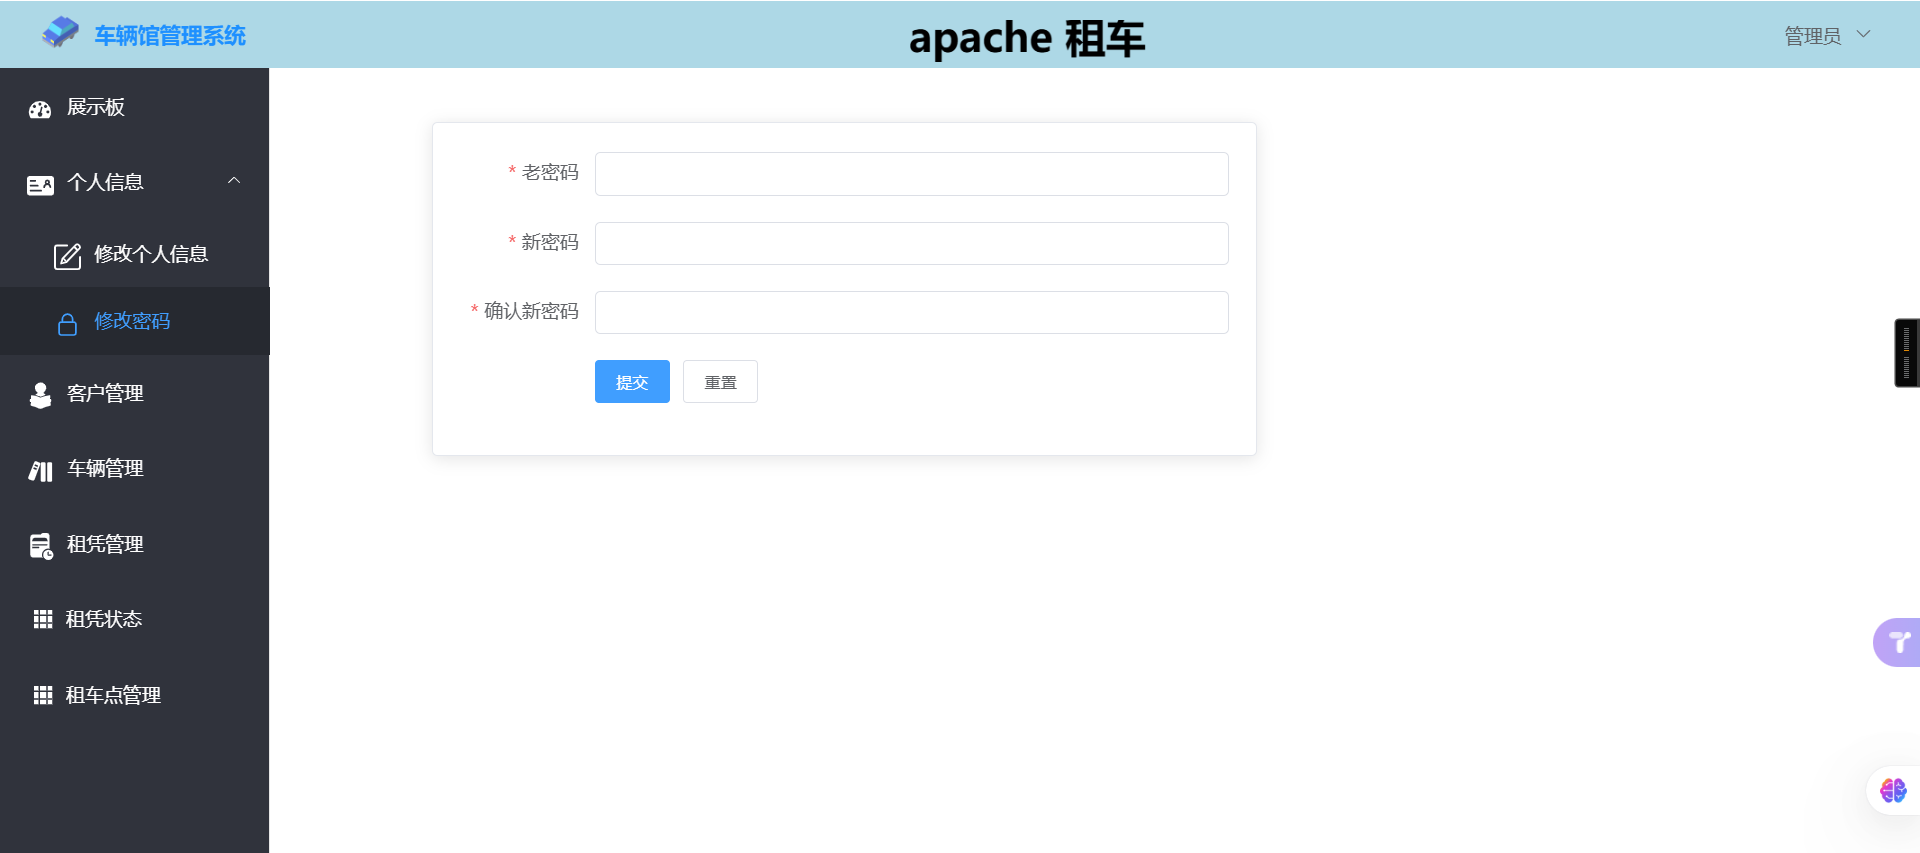 车辆馆管理系统
apache 租车
管理员
展示板
个人信息
修改个人信息
修改密码
客户管理
车辆管理
租凭管理
租凭状态
租车点管理
* 老密码
* 新密码
* 确认新密码
提交
重置